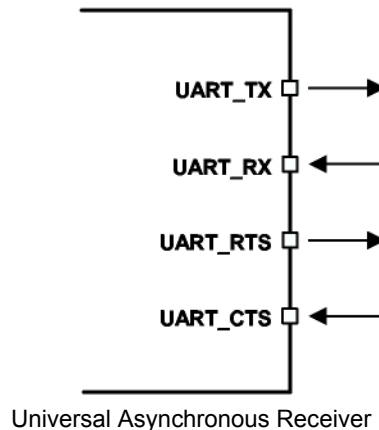 UART_TX
UART_RX
UART_RTS
UART_CTS
Universal Asynchronous Receiver